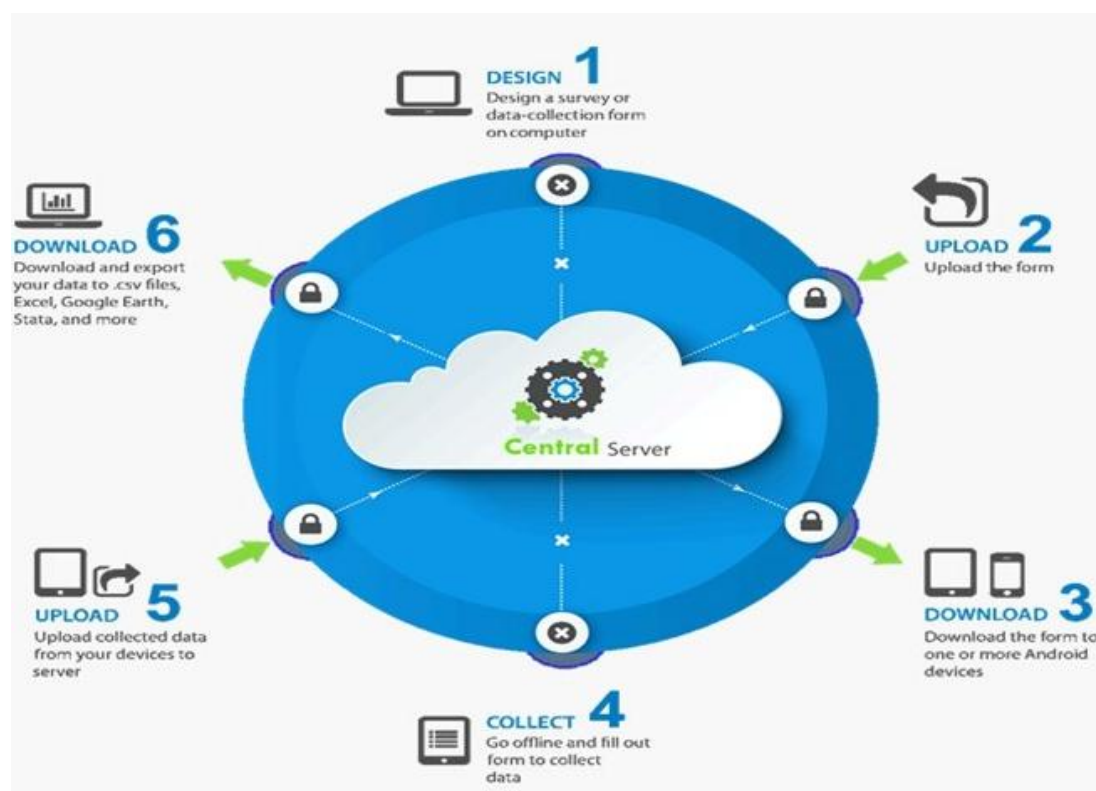 DESIGN 1
Design a survey or
data-collection form
on computer
UPLOAD 2
Upload the form
DOWNLOAD 3
Download the form to
one or more Android
devices
COLLECT 4
Go offline and fill out
form to collect
data
UPLOAD 5
Upload collected data
from your devices to
server
DOWNLOAD 6
Download and export
your data to .csv files,
Excel, Google Earth,
Stata, and more
Central Server